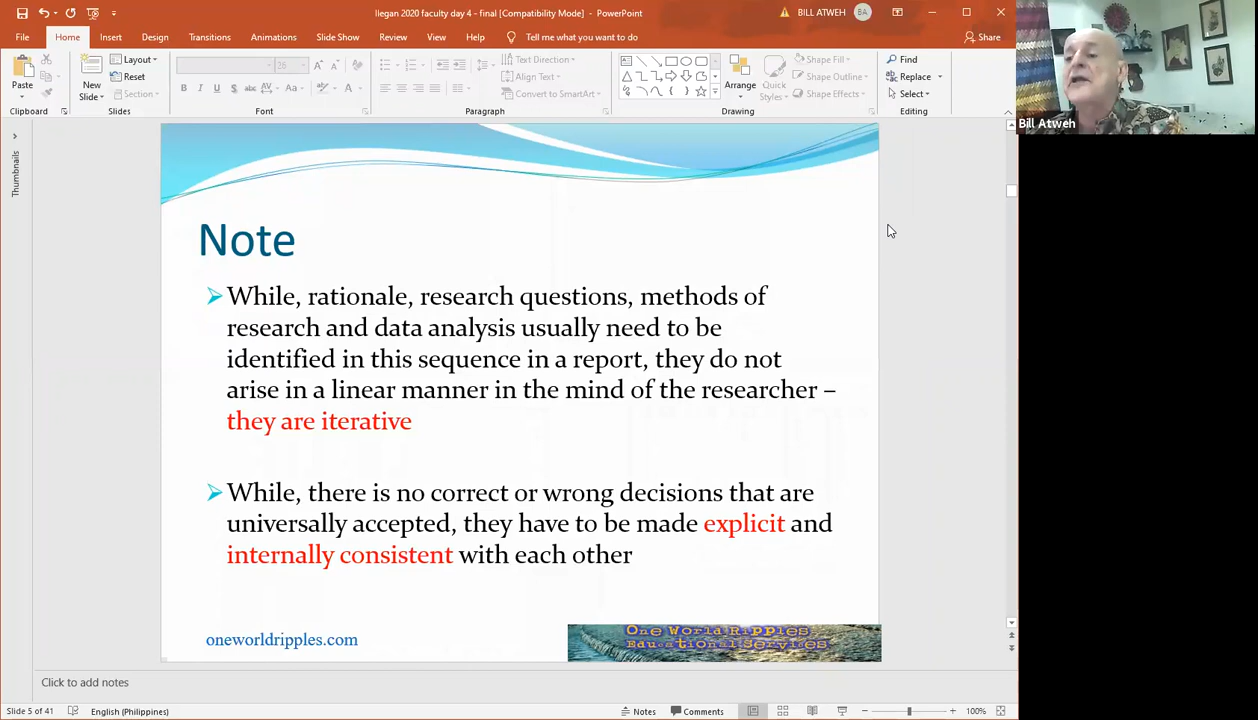 llegan 2020 faculty day 4 - final [Compatibility Mode] - PowerPoint
BILL ATWEH
BA
File Home Insert Design Transitions Animations Slide Show Review View Help Tell me what you want to do
Share
Paste
New
Slide
Layout
Reset
Section
26
Text Direction
Align Text
Convert to SmartArt
Arrange
Quick
Styles
Shape Fill
Shape Outline
Shape Effects
Find
Replace
Select
Clipboard Slides Font Paragraph Drawing Editing
Bill Atweh
Thumbnails
Note
While, rationale, research questions, methods of
research and data analysis usually need to be
identified in this sequence in a report, they do not
arise in a linear manner in the mind of the researcher –
they are iterative
While, there is no correct or wrong decisions that are
universally accepted, they have to be made explicit and
internally consistent with each other
oneworldripples.com
One World Ripples
Educational Services
Click to add notes
Slide 5 of 41 English (Philippines) Notes Comments 100%